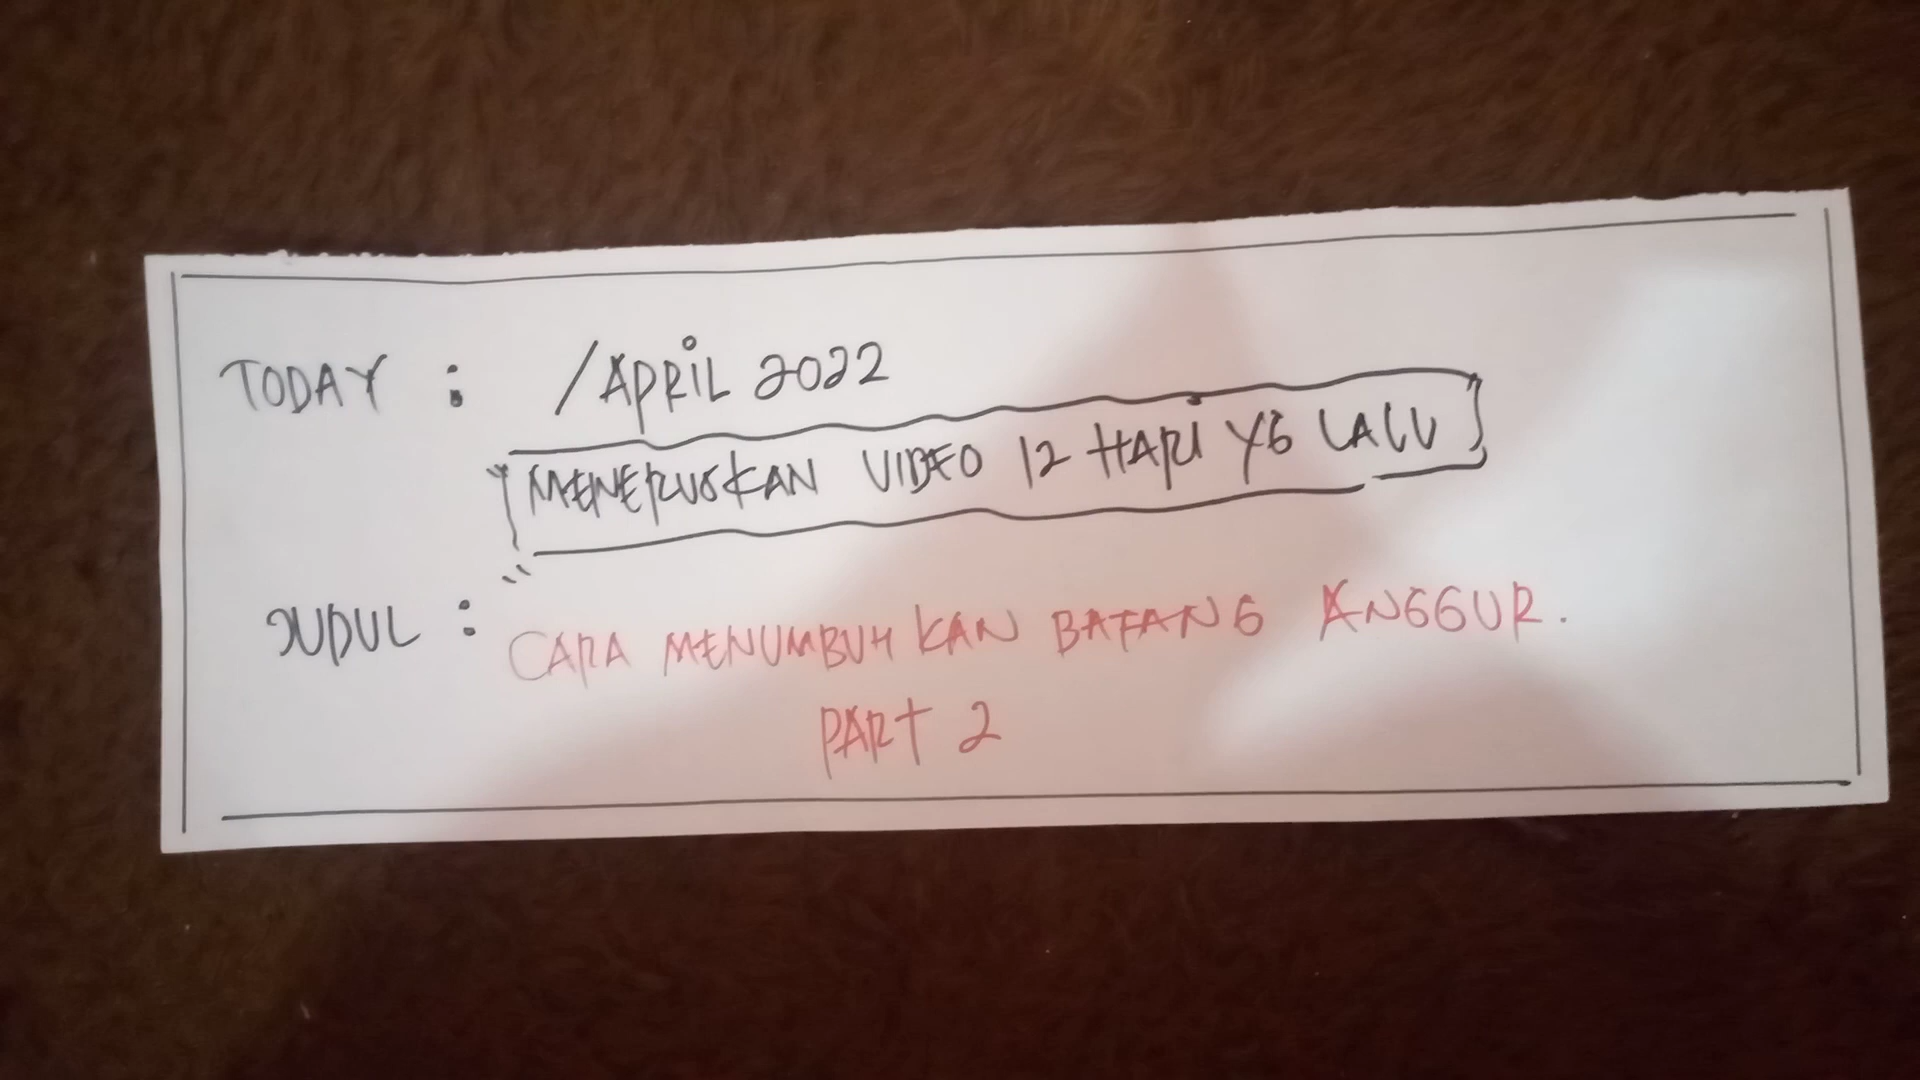 TODAY : /APRIL 2022
MENERUSKAN VIDEO 12 HARI YG LALU
JUDUL : CARA MENUMBUHKAN BATANG ANGGUR.
PART 2